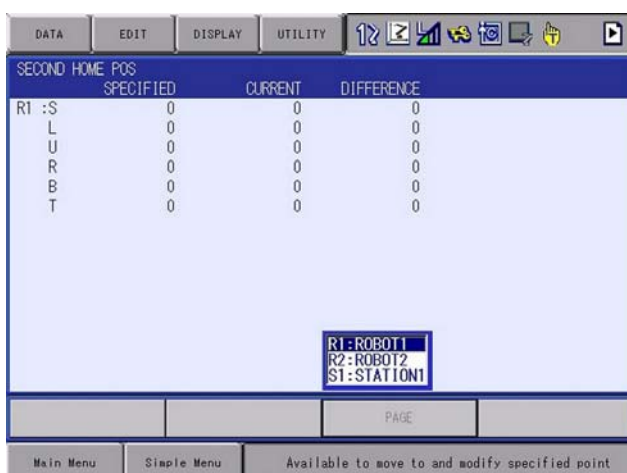 DATA EDIT DISPLAY UTILITY
SECOND HOME POS
SPECIFIED CURRENT DIFFERENCE
R1 :S 0 0 0
L 0 0 0
U 0 0 0
R 0 0 0
B 0 0 0
T 0 0 0
R1:ROBOT1
R2:ROBOT2
S1:STATION1
PAGE
Main Menu Simple Menu Available to move to and modify specified point